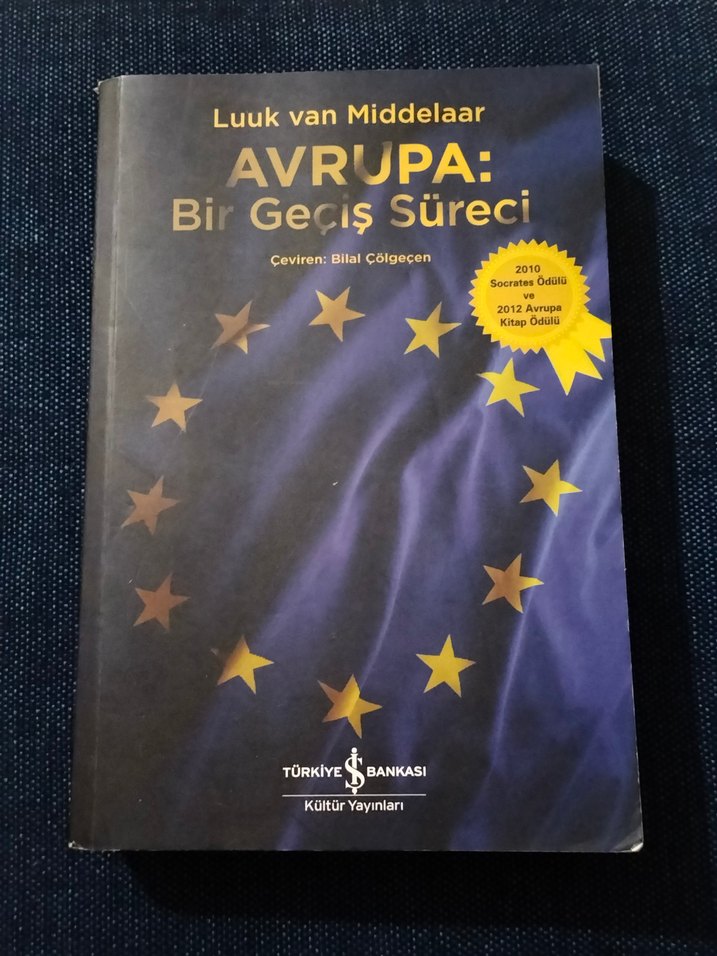 Luuk van Middelaar
AVRUPA:
Bir Geçiş Süreci
Çeviren: Bilal Çölgeçen
2010
Socrates Ödülü
ve
2012 Avrupa
Kitap Ödülü
TÜRKİYE İŞ BANKASI
Kültür Yayınları